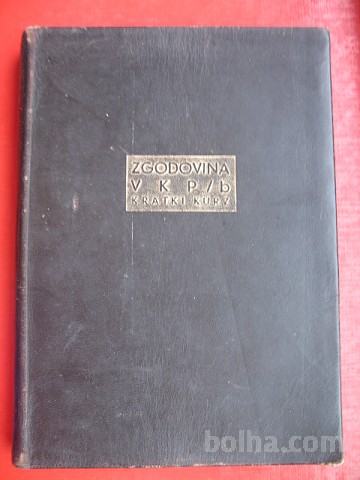 ZGODOVINA
V K P/b
KRATKI KURZ
bolha.com